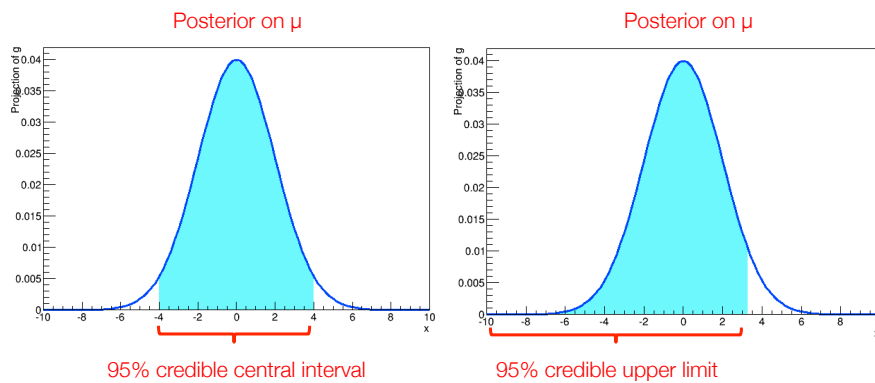 Posterior on μ
Posterior on μ
Projection of g
0.04
0.035
0.03
0.025
0.02
0.015
0.01
0.005
0
-10 -8 -6 -4 -2 0 2 4 6 8 10
x
95% credible central interval
Projection of g
0.04
0.035
0.03
0.025
0.02
0.015
0.01
0.005
0
-10 -8 -6 -4 -2 0 2 4 6 8
95% credible upper limit